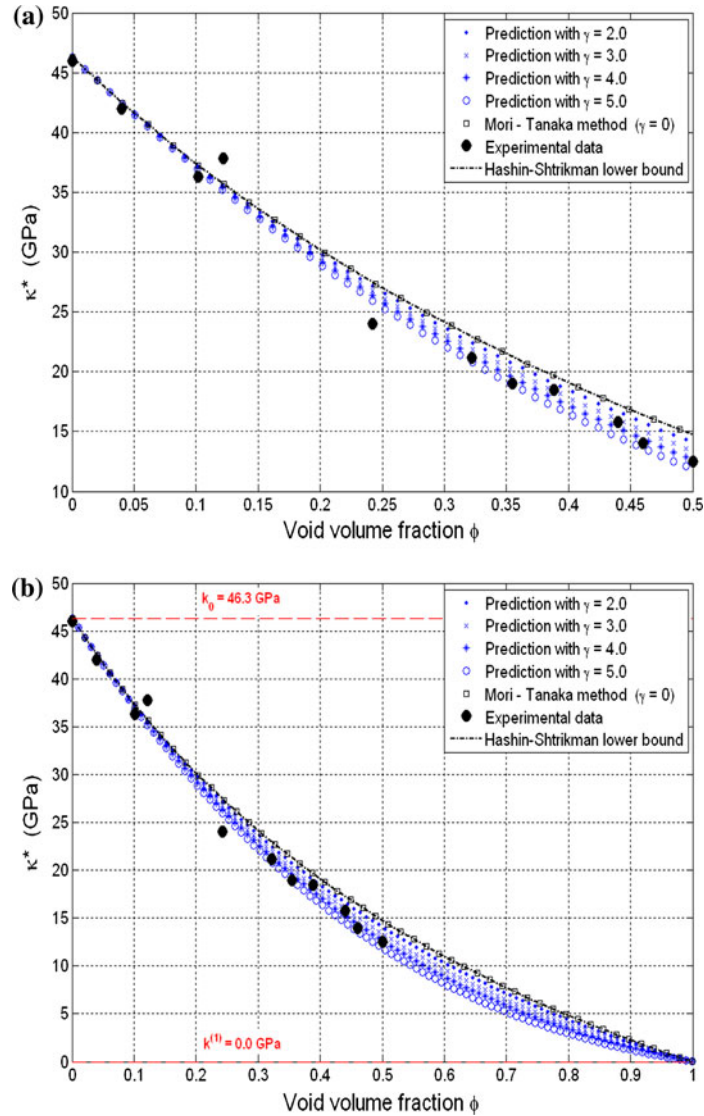 (a)
50
45
40
35
30
25
20
15
10
κ* (GPa)
Prediction with γ = 2.0
Prediction with γ = 3.0
Prediction with γ = 4.0
Prediction with γ = 5.0
Mori - Tanaka method (γ = 0)
Experimental data
Hashin-Shtrikman lower bound
0 0.05 0.1 0.15 0.2 0.25 0.3 0.35 0.4 0.45 0.5
Void volume fraction ϕ
(b)
50
45
40
35
30
25
20
15
10
5
0
κ* (GPa)
k₀ = 46.3 GPa
Prediction with γ = 2.0
Prediction with γ = 3.0
Prediction with γ = 4.0
Prediction with γ = 5.0
Mori - Tanaka method (γ = 0)
Experimental data
Hashin-Shtrikman lower bound
k⁽¹⁾ = 0.0 GPa
0 0.1 0.2 0.3 0.4 0.5 0.6 0.7 0.8 0.9 1
Void volume fraction ϕ